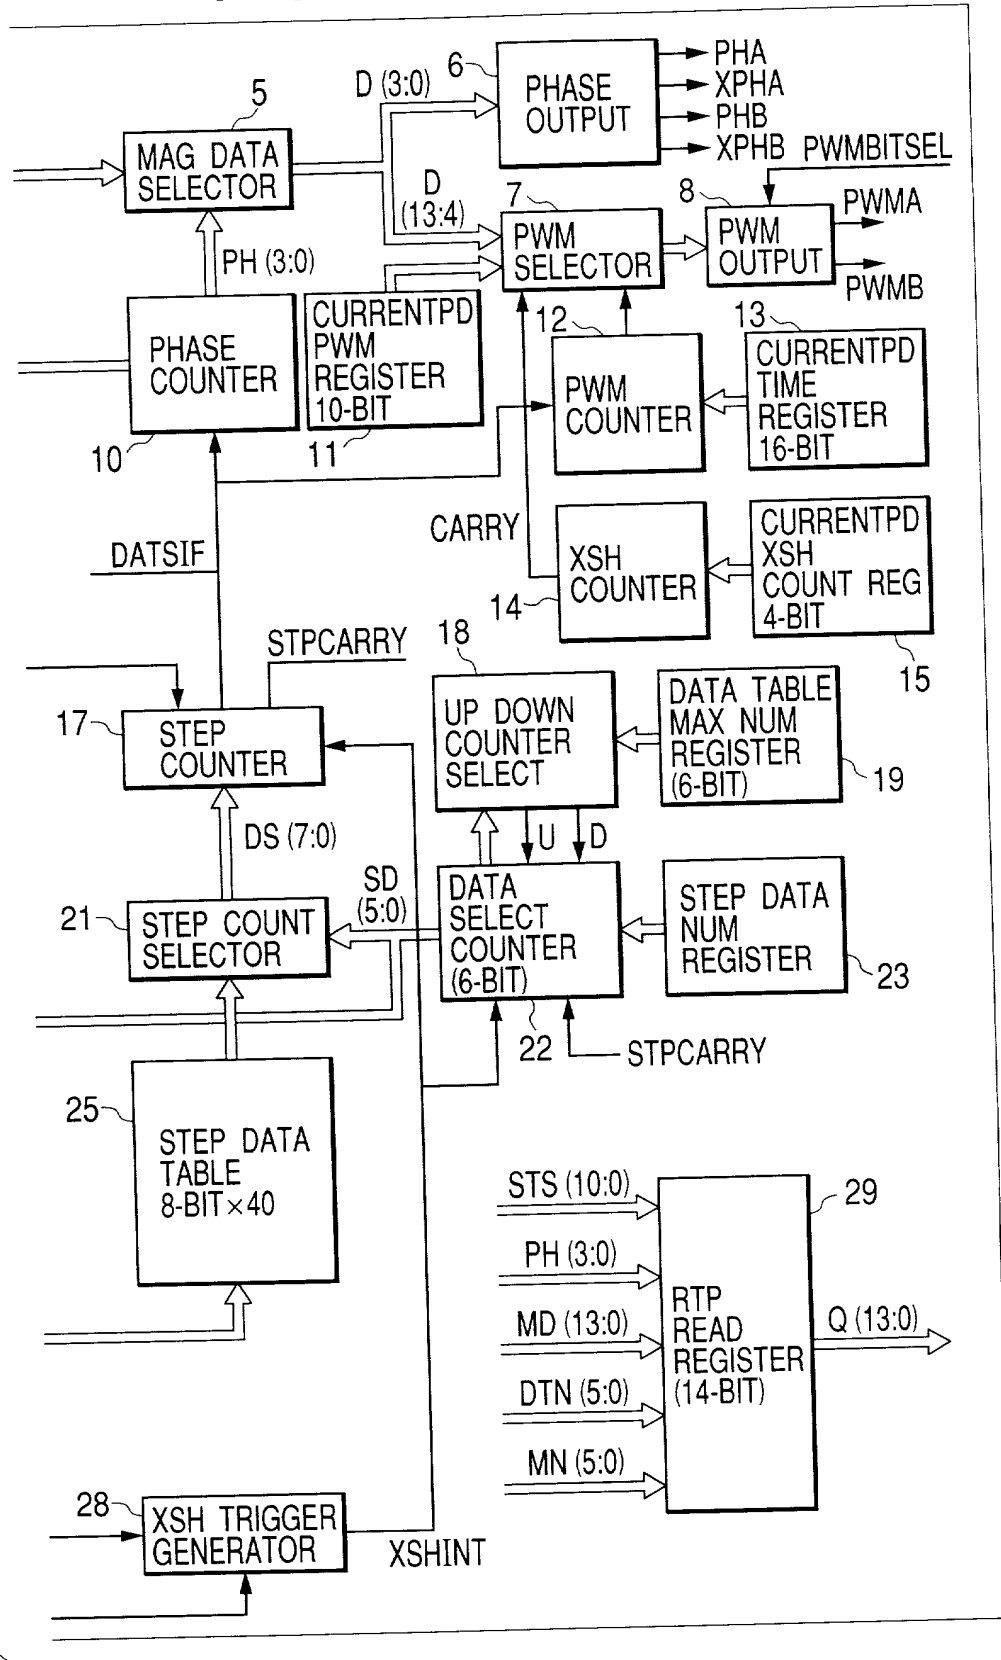 6
PHASE
OUTPUT
PHA
XPHA
PHB
XPHB
D (3:0)
5
MAG DATA
SELECTOR
D
(13:4)
7
PWM
SELECTOR
PWMBITSEL
8
PWM
OUTPUT
PWMA
PWMB
PH (3:0)
PHASE
COUNTER
10
CURRENTPD
PWM
REGISTER
10-BIT
11
12
PWM
COUNTER
13
CURRENTPD
TIME
REGISTER
16-BIT
DATSIF
CARRY
XSH
COUNTER
14
CURRENTPD
XSH
COUNT REG
4-BIT
15
STPCARRY
17
STEP
COUNTER
18
UP DOWN
COUNTER
SELECT
DATA TABLE
MAX NUM
REGISTER
(6-BIT)
19
DS (7:0)
U
D
SD
(5:0)
21
STEP COUNT
SELECTOR
DATA
SELECT
COUNTER
(6-BIT)
22
STEP DATA
NUM
REGISTER
23
STPCARRY
25
STEP DATA
TABLE
8-BIT×40
STS (10:0)
PH (3:0)
MD (13:0)
DTN (5:0)
MN (5:0)
29
RTP
READ
REGISTER
(14-BIT)
Q (13:0)
28
XSH TRIGGER
GENERATOR
XSHINT